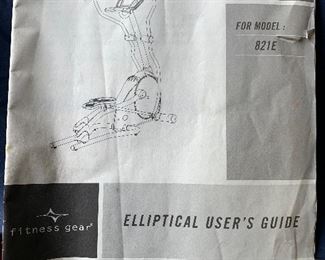 FOR MODEL:
821E
fitness gear®
ELLIPTICAL USER'S GUIDE